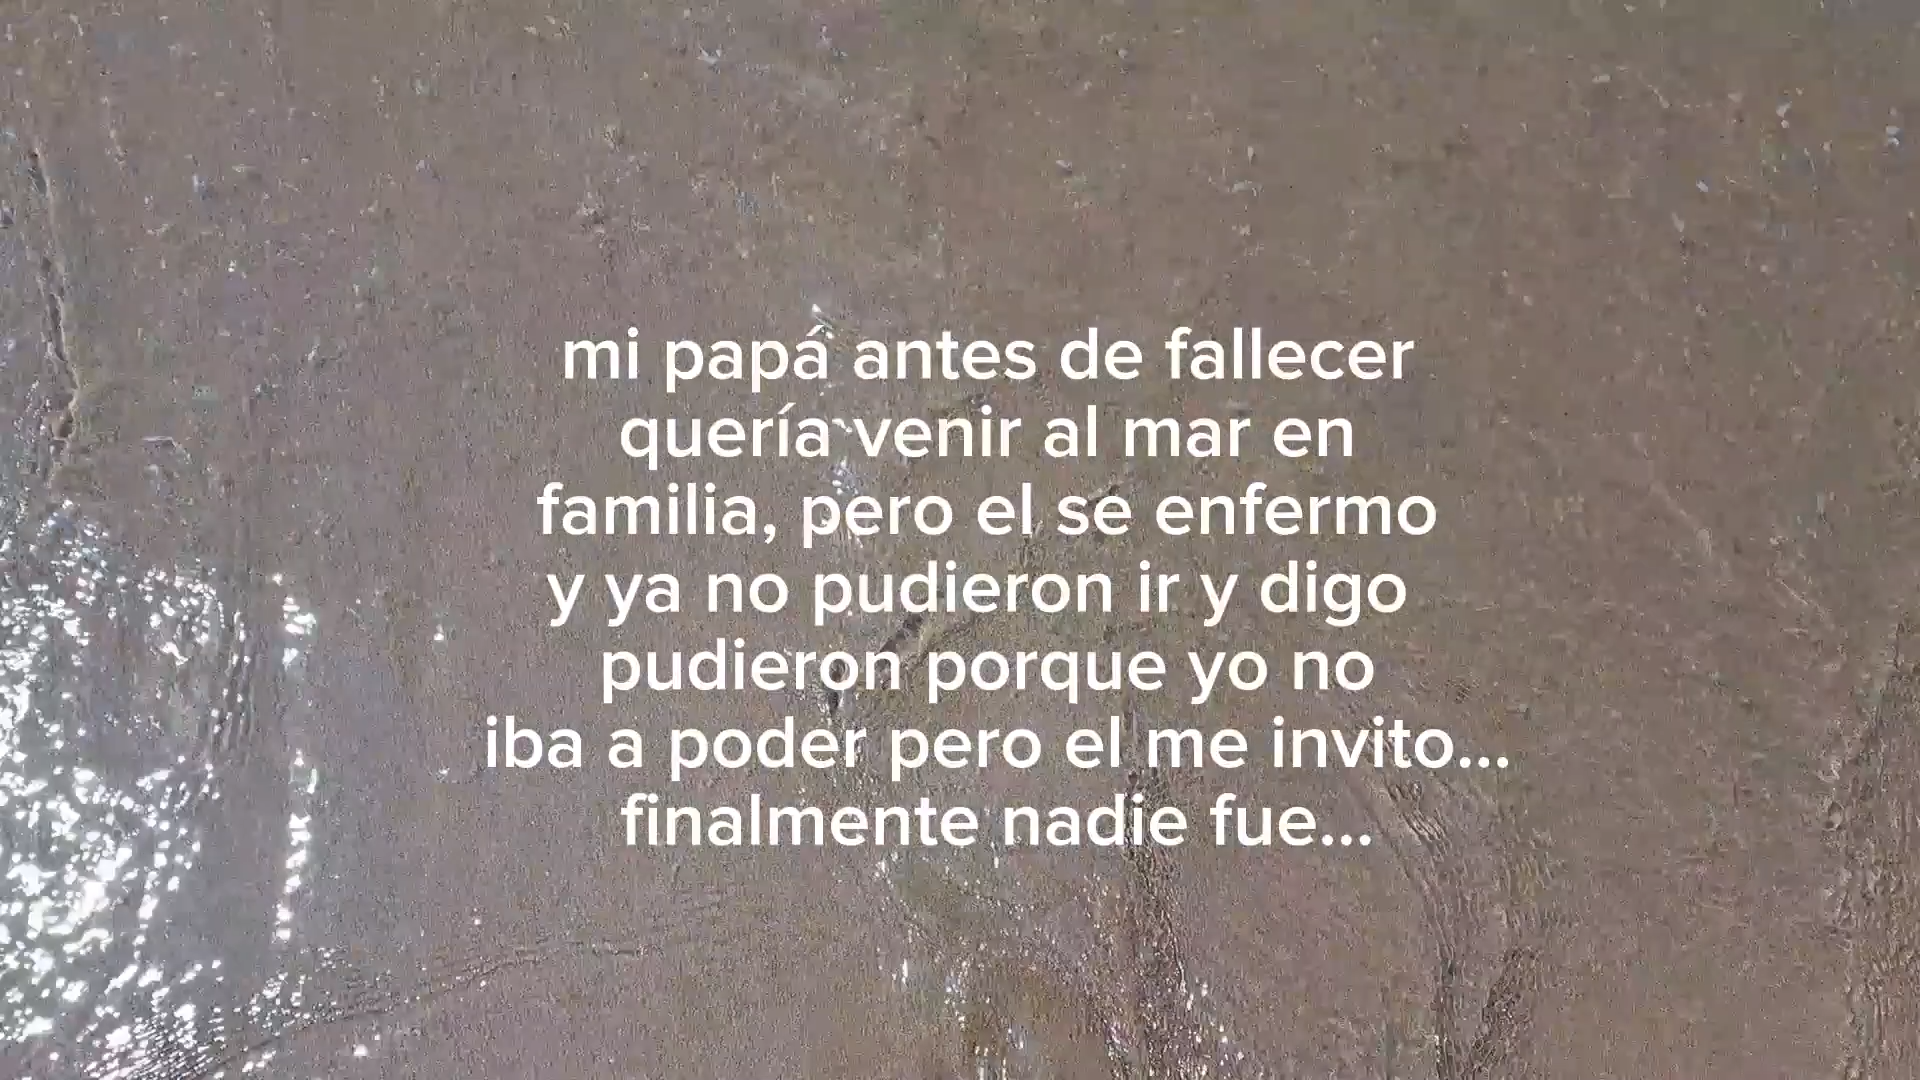 mi papá antes de fallecer
quería venir al mar en
familia, pero el se enfermo
y ya no pudieron ir y digo
pudieron porque yo no
iba a poder pero el me invito...
finalmente nadie fue...